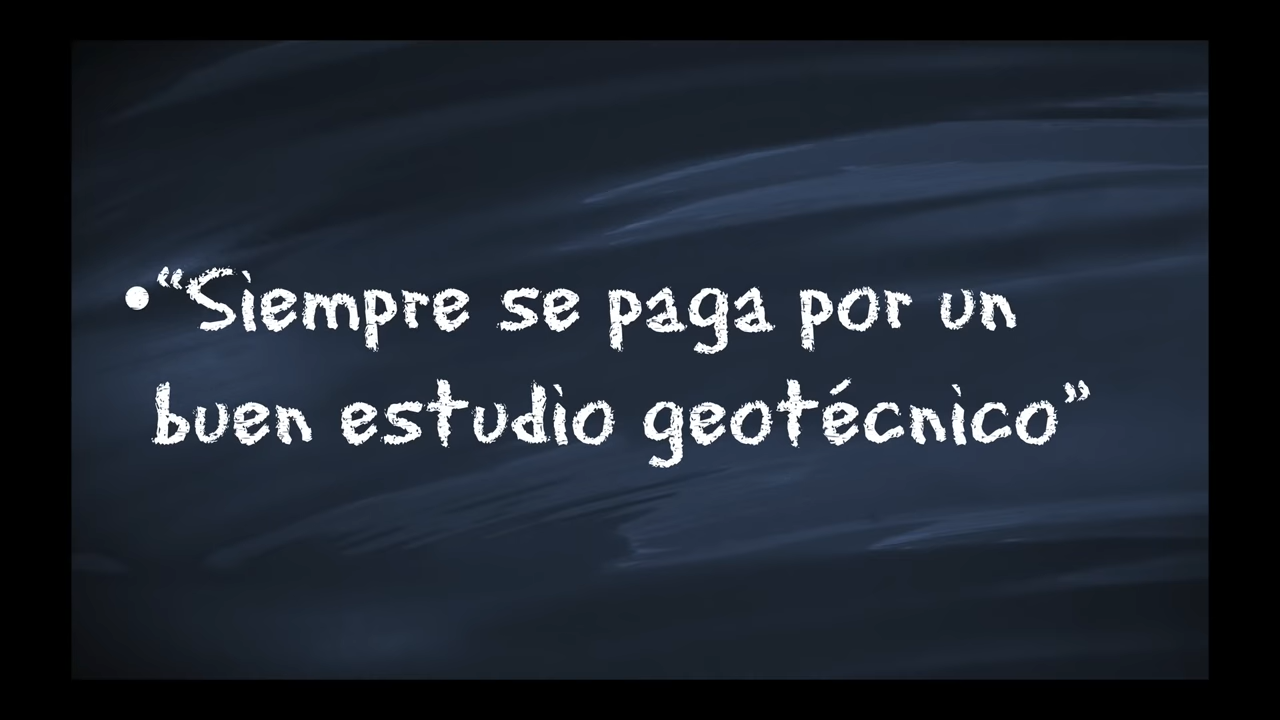 •“Siempre se paga por un
buen estudio geotécnico”